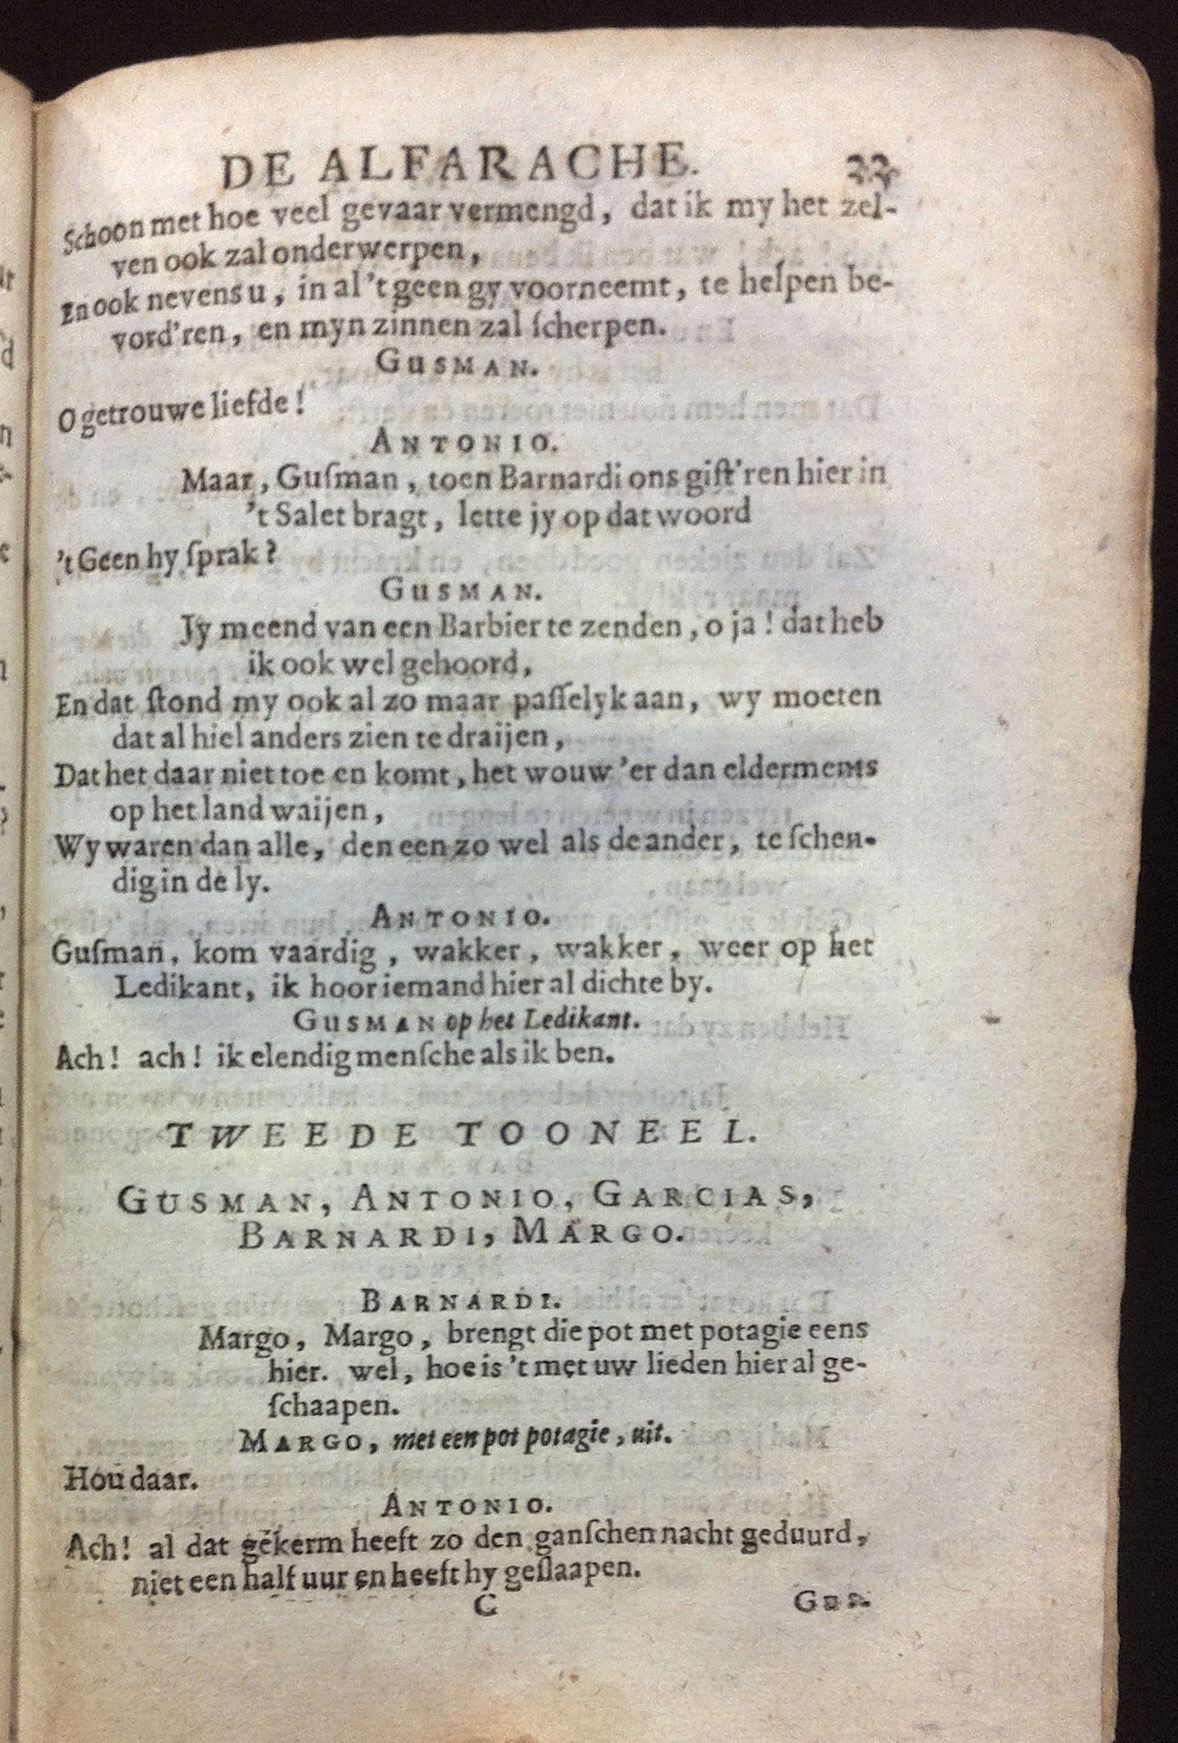 DE ALFARACHE. 33
Schoon met hoe veel gevaar vermengd, dat ik my het zel-
ven ook zal onderwerpen,
En ook nevens u, in al 't geen gy voorneemt, te helpen be-
vord'ren, en myn zinnen zal ſcherpen.
GUSMAN.
O getrouwe liefde!
ANTONIO.
Maar, Guſman, toen Barnardi ons giſt'ren hier in
't Salet bragt, lette jy op dat woord
't Geen hy ſprak?
GUSMAN.
Jy meend van een Barbier te zenden, o ja! dat heb
ik ook wel gehoord,
En dat ſtond my ook al zo maar paſſelyk aan, wy moeten
dat al hiel anders zien te draijen,
Dat het daar niet toe en komt, het wouw 'er dan elderments
op het land waijen,
Wy waren dan alle, den een zo wel als de ander, te ſchen-
dig in de ly.
ANTONIO.
Guſman, kom vaardig, wakker, wakker, weer op het
Ledikant, ik hoor iemand hier al dichte by.
GUSMAN op het Ledikant.
Ach! ach! ik elendig menſche als ik ben.
TWEEDE TOONEEL.
GUSMAN, ANTONIO, GARCIAS,
BARNARDI, MARGO.
BARNARDI.
Margo, Margo, brengt die pot met potagie eens
hier. wel, hoe is 't met uw lieden hier al ge-
ſchaapen.
MARGO, met een pot potagie, uit.
Hou daar.
ANTONIO.
Ach! al dat gekerm heeft zo den ganſchen nacht geduurd,
niet een half uur en heeft hy geſlaapen.
C GUS-